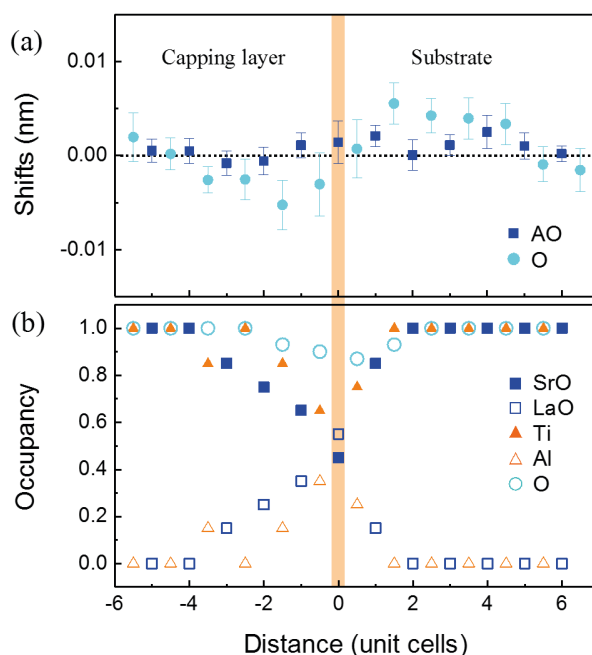 (a)
Capping layer
Substrate
0.01
0.00
-0.01
Shifts (nm)
AO
O
(b)
1.0
0.8
0.6
0.4
0.2
0.0
Occupancy
SrO
LaO
Ti
Al
O
-6 -4 -2 0 2 4 6
Distance (unit cells)